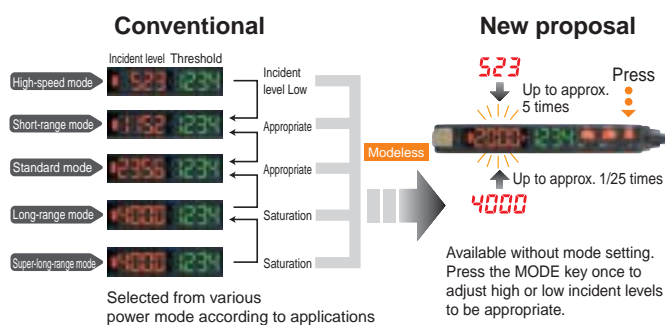 Conventional
New proposal
Incident level Threshold
High-speed mode
523 1234
Incident
level Low
Short-range mode
1152 1234
Appropriate
Standard mode
2356 1234
Appropriate
Long-range mode
4000 1234
Saturation
Super-long-range mode
4000 1234
Saturation
Selected from various
power mode according to applications
Modeless
523
Press
Up to approx.
5 times
2000 1234
Up to approx. 1/25 times
4000
Available without mode setting.
Press the MODE key once to
adjust high or low incident levels
to be appropriate.